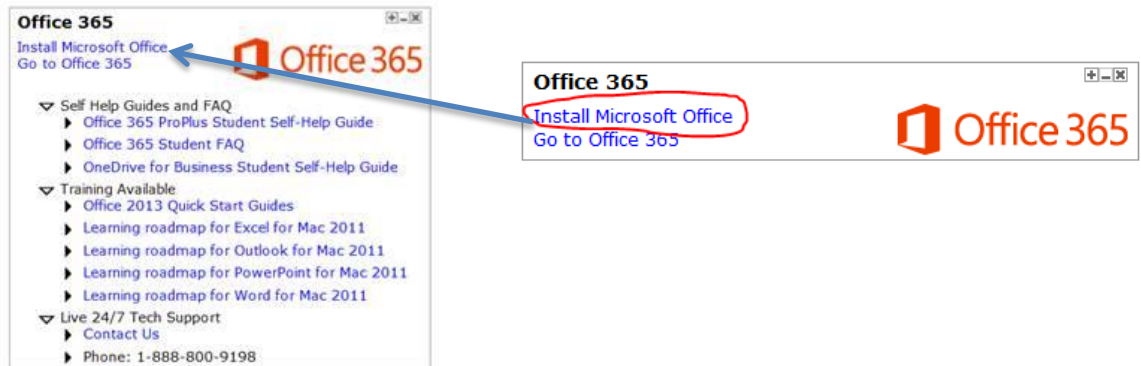 Office 365
Install Microsoft Office
Go to Office 365
Office 365
Self Help Guides and FAQ
Office 365 ProPlus Student Self-Help Guide
Office 365 Student FAQ
OneDrive for Business Student Self-Help Guide
Training Available
Office 2013 Quick Start Guides
Learning roadmap for Excel for Mac 2011
Learning roadmap for Outlook for Mac 2011
Learning roadmap for PowerPoint for Mac 2011
Learning roadmap for Word for Mac 2011
Live 24/7 Tech Support
Contact Us
Phone: 1-888-800-9198
Office 365
Install Microsoft Office
Go to Office 365
Office 365